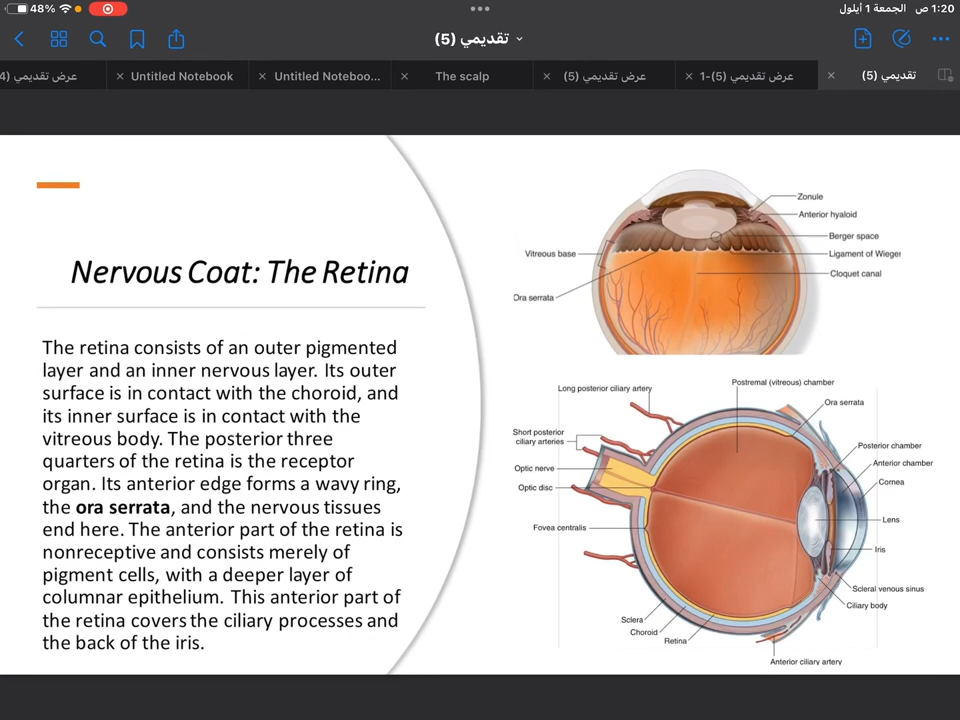 48%
1:20 ص الجمعة 1 أيلول
تقديمي (5)
عرض تقديمي (4
Untitled Notebook
Untitled Noteboo...
The scalp
عرض تقديمي (5)
عرض تقديمي (5)-1
تقديمي (5)
Nervous Coat: The Retina
The retina consists of an outer pigmented
layer and an inner nervous layer. Its outer
surface is in contact with the choroid, and
its inner surface is in contact with the
vitreous body. The posterior three
quarters of the retina is the receptor
organ. Its anterior edge forms a wavy ring,
the ora serrata, and the nervous tissues
end here. The anterior part of the retina is
nonreceptive and consists merely of
pigment cells, with a deeper layer of
columnar epithelium. This anterior part of
the retina covers the ciliary processes and
the back of the iris.
Zonule
Anterior hyaloid
Berger space
Vitreous base
Ligament of Wieger
Cloquet canal
Ora serrata
Postremal (vitreous) chamber
Long posterior ciliary artery
Ora serrata
Short posterior
ciliary arteries
Posterior chamber
Anterior chamber
Optic nerve
Cornea
Optic disc
Lens
Fovea centralis
Iris
Scleral venous sinus
Ciliary body
Sclera
Choroid
Retina
Anterior ciliary artery